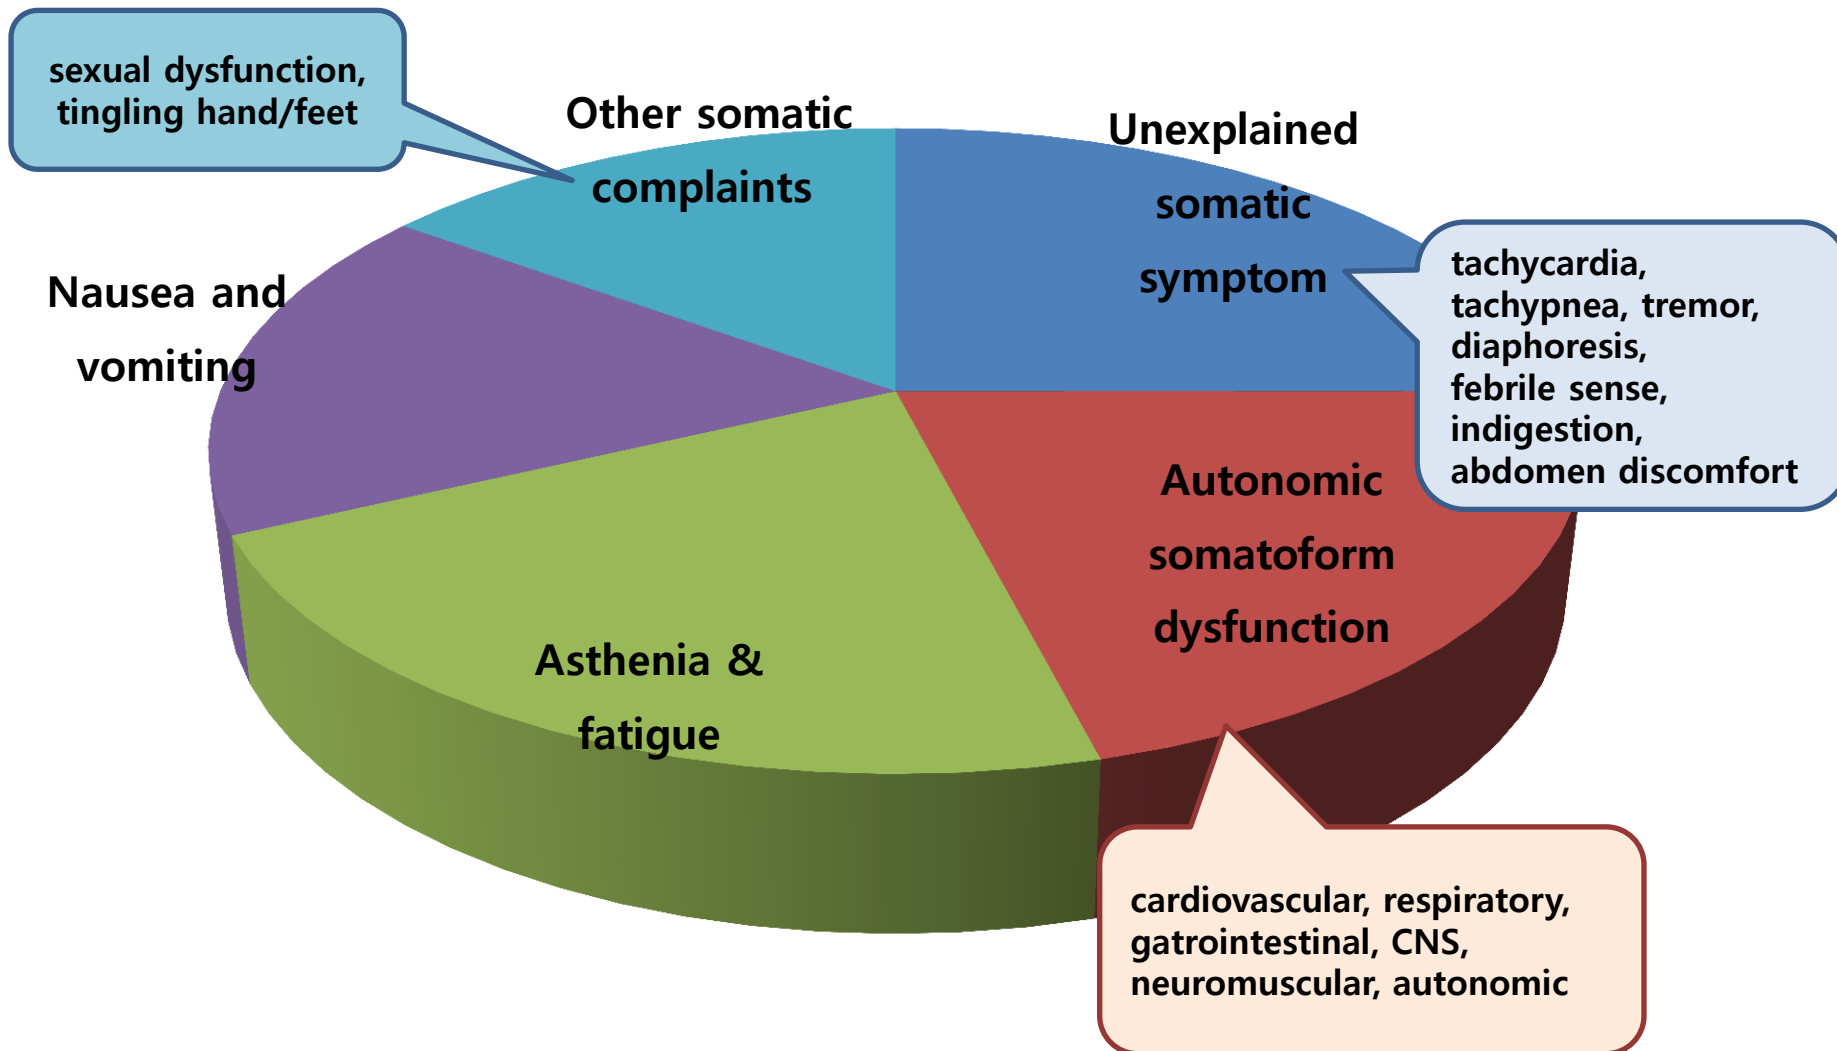 sexual dysfunction,
tingling hand/feet
Other somatic
complaints
Unexplained
somatic
symptom
tachycardia,
tachypnea, tremor,
diaphoresis,
febrile sense,
indigestion,
abdomen discomfort
Nausea and
vomiting
Autonomic
somatoform
dysfunction
Asthenia &
fatigue
cardiovascular, respiratory,
gatrointestinal, CNS,
neuromuscular, autonomic